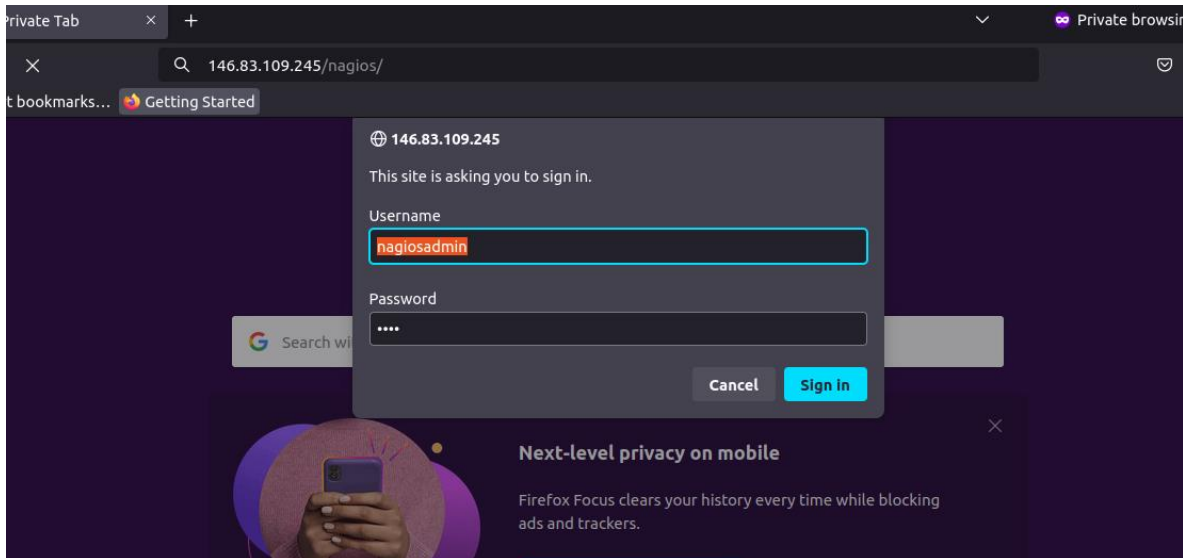 Private Tab
Private browsin
146.83.109.245/nagios/
t bookmarks... Getting Started
146.83.109.245
This site is asking you to sign in.
Username
nagiosadmin
Password
••••
Search wi
Cancel Sign in
Next-level privacy on mobile
Firefox Focus clears your history every time while blocking
ads and trackers.